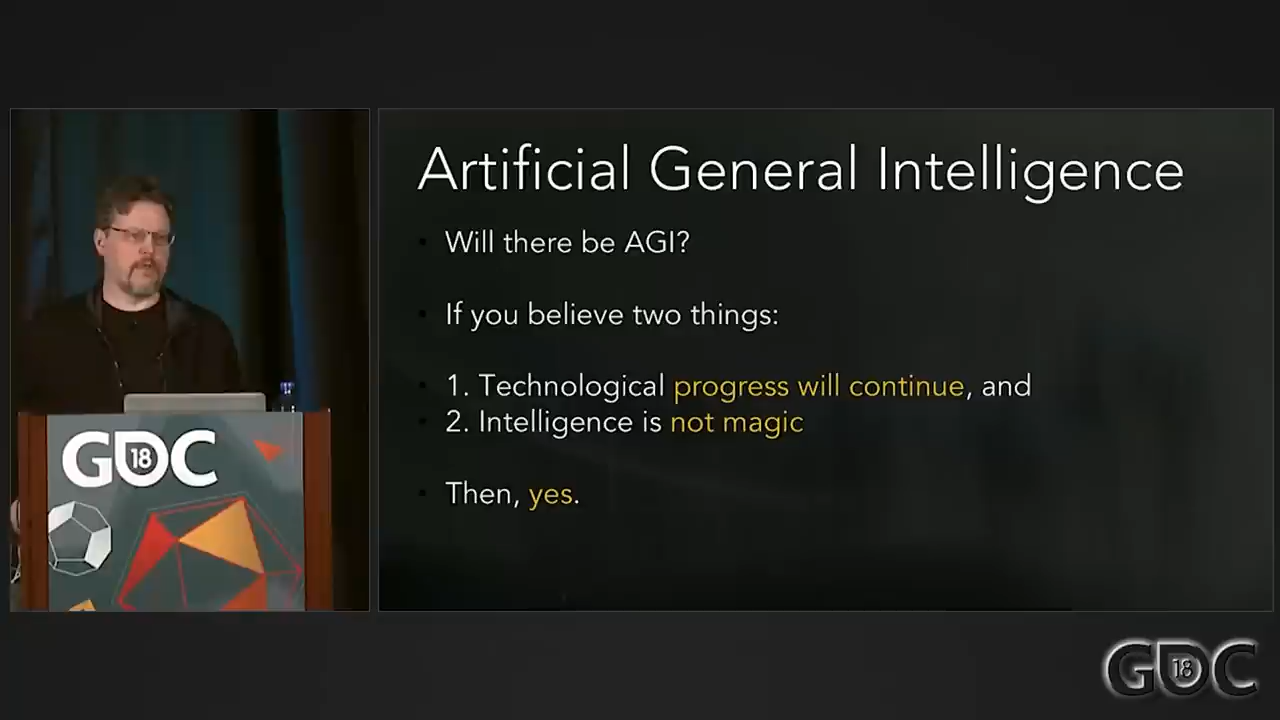 Artificial General Intelligence
Will there be AGI?
If you believe two things:
1. Technological progress will continue, and
2. Intelligence is not magic
Then, yes.
GDC
18
GDC
18